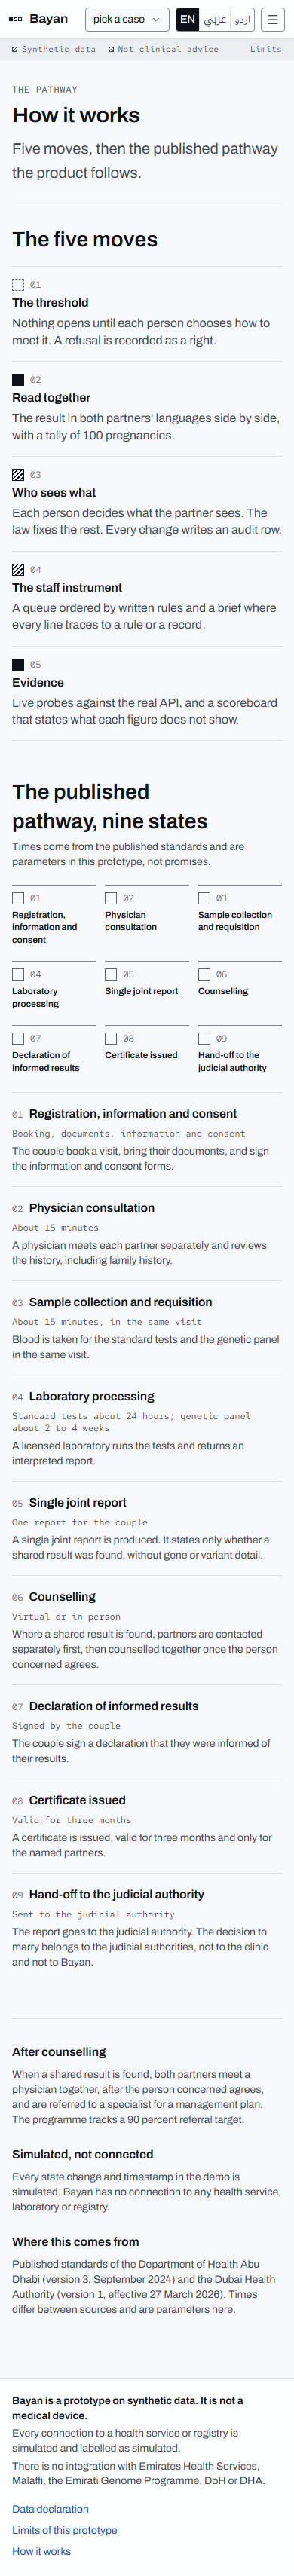 Bayan
pick a case
EN
عربي
اردو
Synthetic data
Not clinical advice
Limits
THE PATHWAY
How it works
Five moves, then the published pathway
the product follows.
The five moves
01
The threshold
Nothing opens until each person chooses how to
meet it. A refusal is recorded as a right.
02
Read together
The result in both partners' languages side by side,
with a tally of 100 pregnancies.
03
Who sees what
Each person decides what the partner sees. The
law fixes the rest. Every change writes an audit row.
04
The staff instrument
A queue ordered by written rules and a brief where
every line traces to a rule or a record.
05
Evidence
Live probes against the real API, and a scoreboard
that states what each figure does not show.
The published
pathway, nine states
Times come from the published standards and are
parameters in this prototype, not promises.
01
Registration,
information and
consent
02
Physician
consultation
03
Sample collection
and requisition
04
Laboratory
processing
05
Single joint report
06
Counselling
07
Declaration of
informed results
08
Certificate issued
09
Hand-off to the
judicial authority
01 Registration, information and consent
Booking, documents, information and consent
The couple book a visit, bring their documents, and sign
the information and consent forms.
02 Physician consultation
About 15 minutes
A physician meets each partner separately and reviews
the history, including family history.
03 Sample collection and requisition
About 15 minutes, in the same visit
Blood is taken for the standard tests and the genetic panel
in the same visit.
04 Laboratory processing
Standard tests about 24 hours; genetic panel
about 2 to 4 weeks
A licensed laboratory runs the tests and returns an
interpreted report.
05 Single joint report
One report for the couple
A single joint report is produced. It states only whether a
shared result was found, without gene or variant detail.
06 Counselling
Virtual or in person
Where a shared result is found, partners are contacted
separately first, then counselled together once the person
concerned agrees.
07 Declaration of informed results
Signed by the couple
The couple sign a declaration that they were informed of
their results.
08 Certificate issued
Valid for three months
A certificate is issued, valid for three months and only for
the named partners.
09 Hand-off to the judicial authority
Sent to the judicial authority
The report goes to the judicial authority. The decision to
marry belongs to the judicial authorities, not to the clinic
and not to Bayan.
After counselling
When a shared result is found, both partners meet a
physician together, after the person concerned agrees,
and are referred to a specialist for a management plan.
The programme tracks a 90 percent referral target.
Simulated, not connected
Every state change and timestamp in the demo is
simulated. Bayan has no connection to any health service,
laboratory or registry.
Where this comes from
Published standards of the Department of Health Abu
Dhabi (version 3, September 2024) and the Dubai Health
Authority (version 1, effective 27 March 2026). Times
differ between sources and are parameters here.
Bayan is a prototype on synthetic data. It is not a
medical device.
Every connection to a health service or registry is
simulated and labelled as simulated.
There is no integration with Emirates Health Services,
Malaffi, the Emirati Genome Programme, DoH or DHA.
Data declaration
Limits of this prototype
How it works